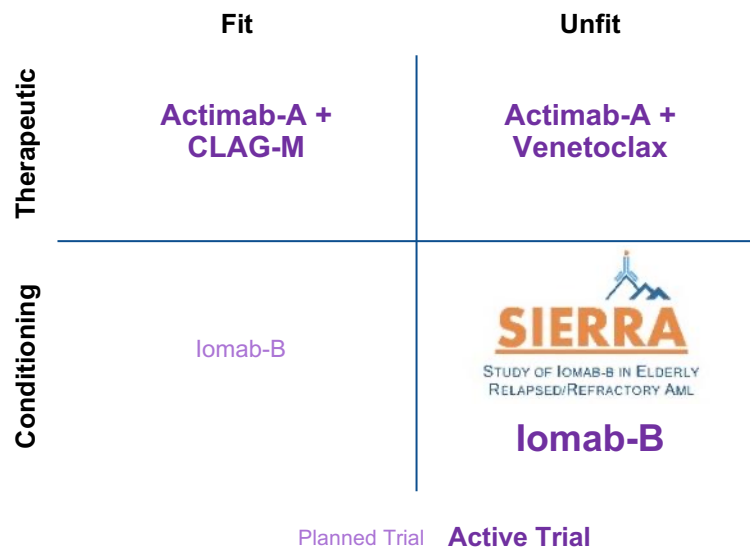 Fit
Unfit
Therapeutic
Actimab-A +
CLAG-M
Actimab-A +
Venetoclax
Conditioning
Iomab-B
SIERRA
STUDY OF IOMAB-B IN ELDERLY
RELAPSED/REFRACTORY AML
Iomab-B
Planned Trial Active Trial